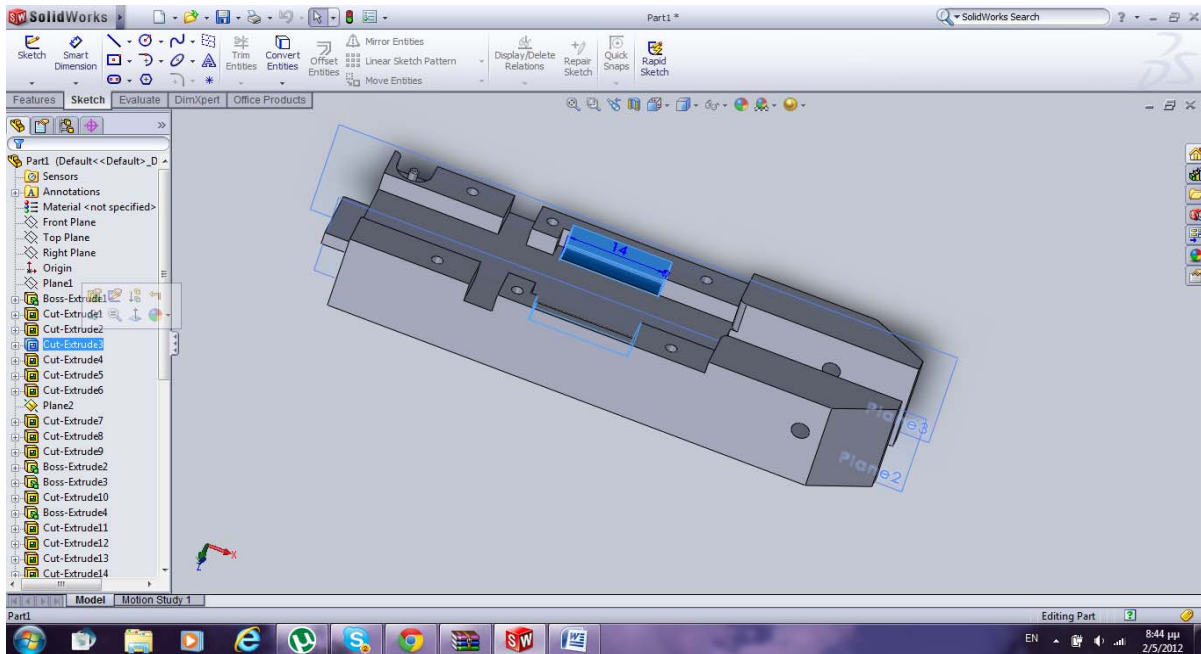 SolidWorks
Part1 *
SolidWorks Search
Sketch
Smart Dimension
Trim Entities
Convert Entities
Offset Entities
Mirror Entities
Linear Sketch Pattern
Move Entities
Display/Delete Relations
Repair Sketch
Quick Snaps
Rapid Sketch
Features
Sketch
Evaluate
DimXpert
Office Products
Part1 (Default<<Default>_D
Sensors
Annotations
Material <not specified>
Front Plane
Top Plane
Right Plane
Origin
Plane1
Boss-Extrude1
Cut-Extrude1
Cut-Extrude2
Cut-Extrude3
Cut-Extrude4
Cut-Extrude5
Cut-Extrude6
Plane2
Cut-Extrude7
Cut-Extrude8
Cut-Extrude9
Boss-Extrude2
Boss-Extrude3
Cut-Extrude10
Boss-Extrude4
Cut-Extrude11
Cut-Extrude12
Cut-Extrude13
Cut-Extrude14
14
Plane3
Plane2
X
Z
Model
Motion Study 1
Part1
Editing Part
EN
8:44 μμ
2/5/2012